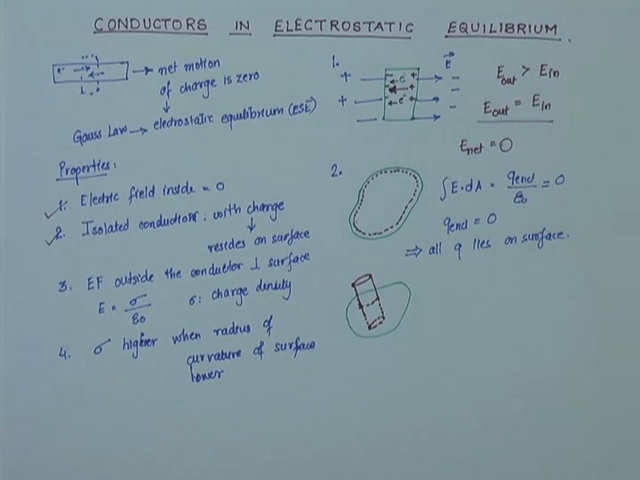 CONDUCTORS IN ELECTROSTATIC EQUILIBRIUM.
e⁻
→ net motion
of charge is zero
↓
Gauss Law → electrostatic equilibrium (ESE)
Properties:
1. Electric field inside = 0
2. Isolated conductors: with charge
↓
resides on surface
3. EF outside the conductor ⊥ surface
E = σ/ε₀ σ: charge density
4. σ higher when radius of
curvature of surface
lower
1.
E
E_out > E_in
E_out = E_in
E_net = 0
2.
∫E·dA = q_encl/ε₀ = 0
q_encl = 0
⇒ all q lies on surface.